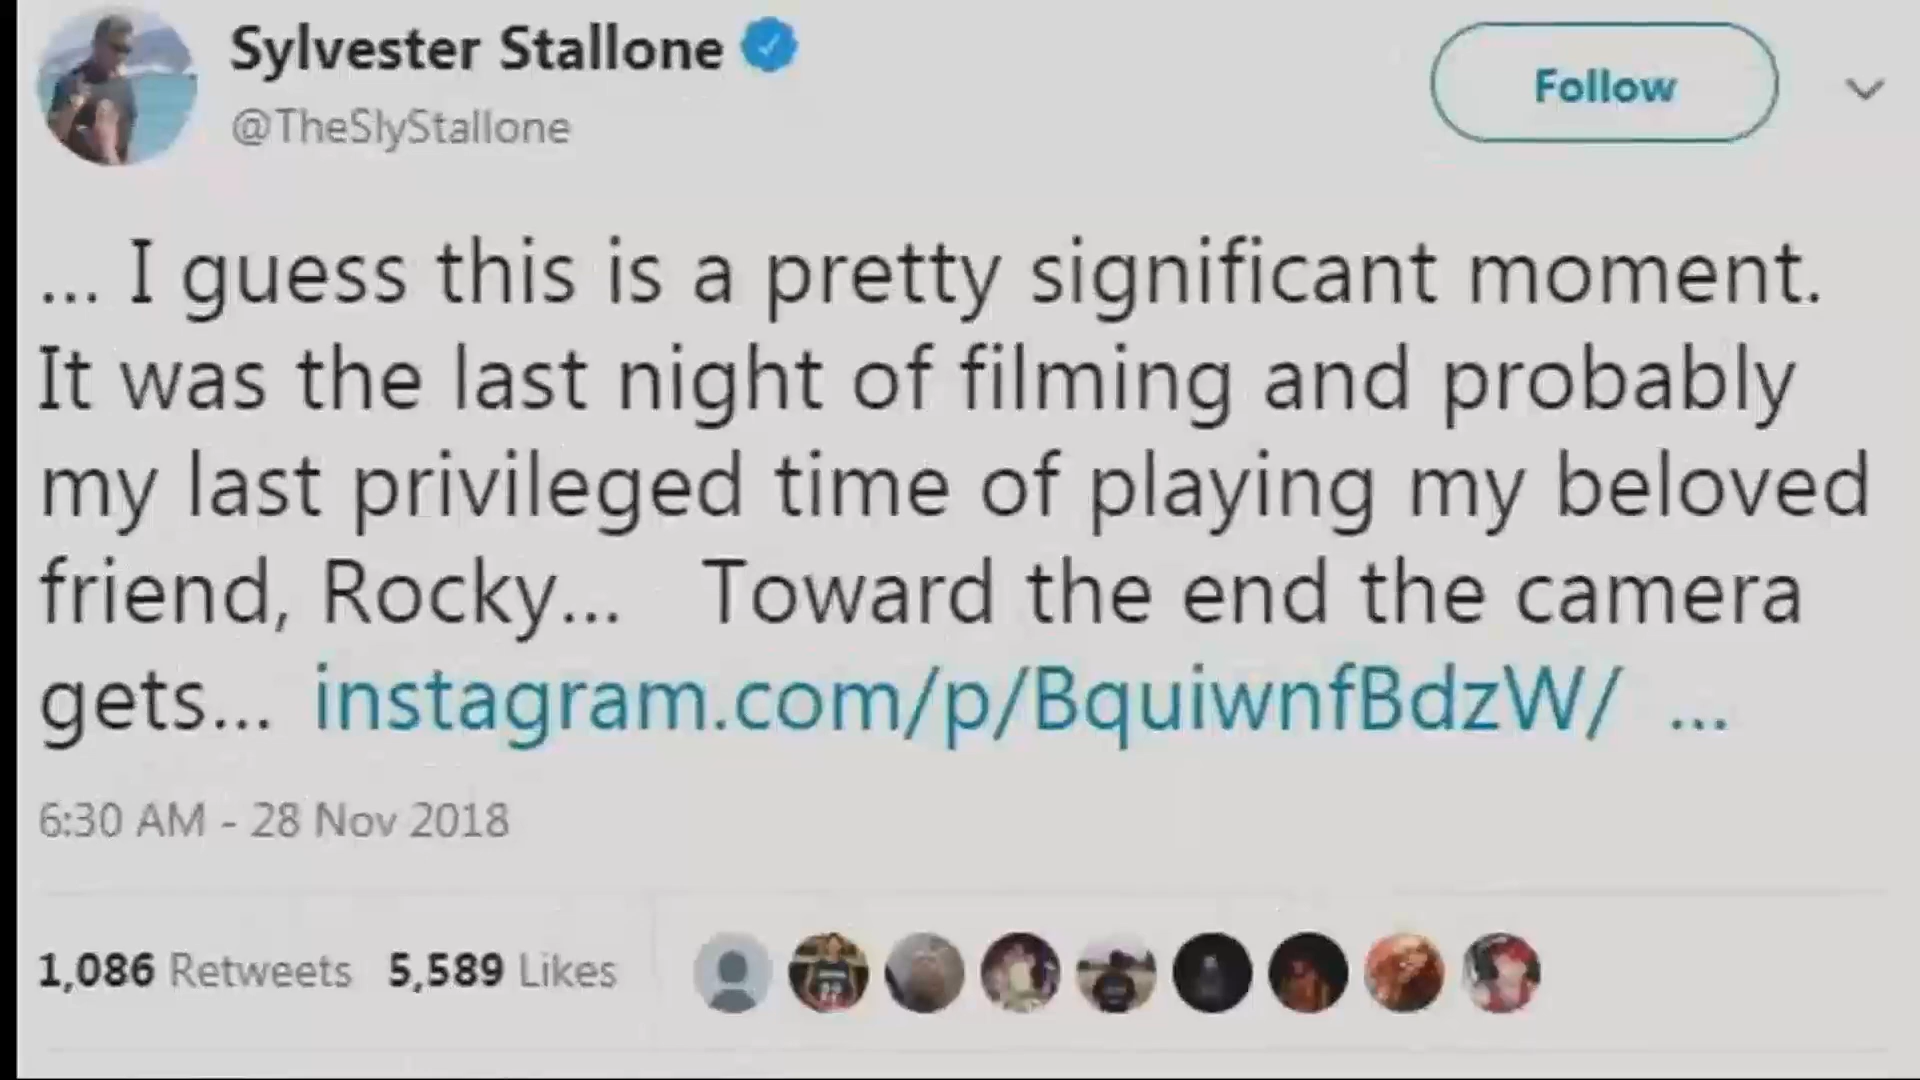 Sylvester Stallone
@TheSlyStallone
Follow
... I guess this is a pretty significant moment.
It was the last night of filming and probably
my last privileged time of playing my beloved
friend, Rocky... Toward the end the camera
gets... instagram.com/p/BquiwnfBdzW/ ...
6:30 AM - 28 Nov 2018
1,086 Retweets 5,589 Likes